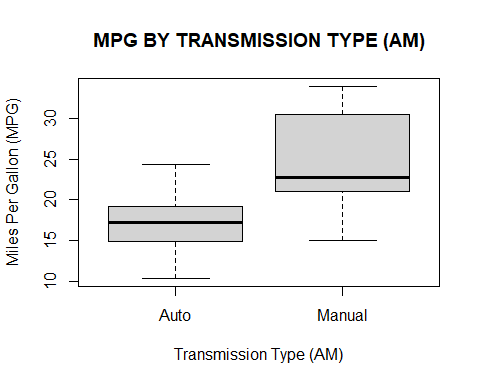 MPG BY TRANSMISSION TYPE (AM)
Miles Per Gallon (MPG)
30
25
20
15
10
Auto
Manual
Transmission Type (AM)